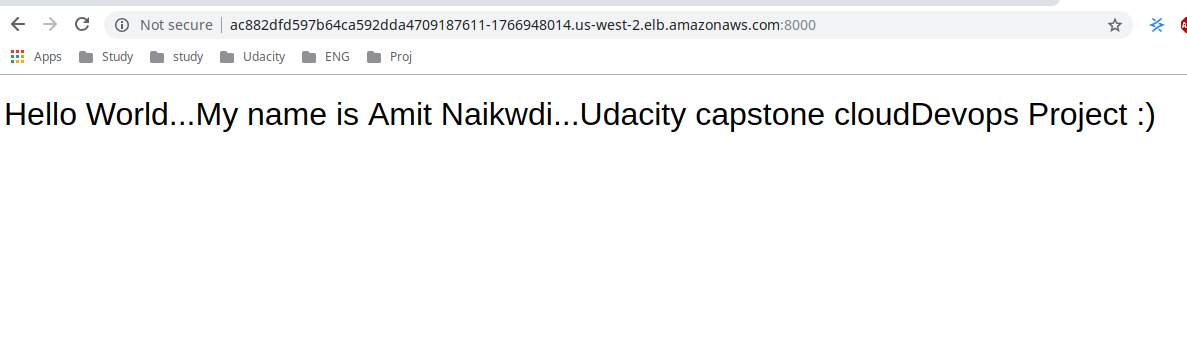 Not secure ac882dfd597b64ca592dda4709187611-1766948014.us-west-2.elb.amazonaws.com:8000
Apps Study study Udacity ENG Proj
Hello World...My name is Amit Naikwdi...Udacity capstone cloudDevops Project :)